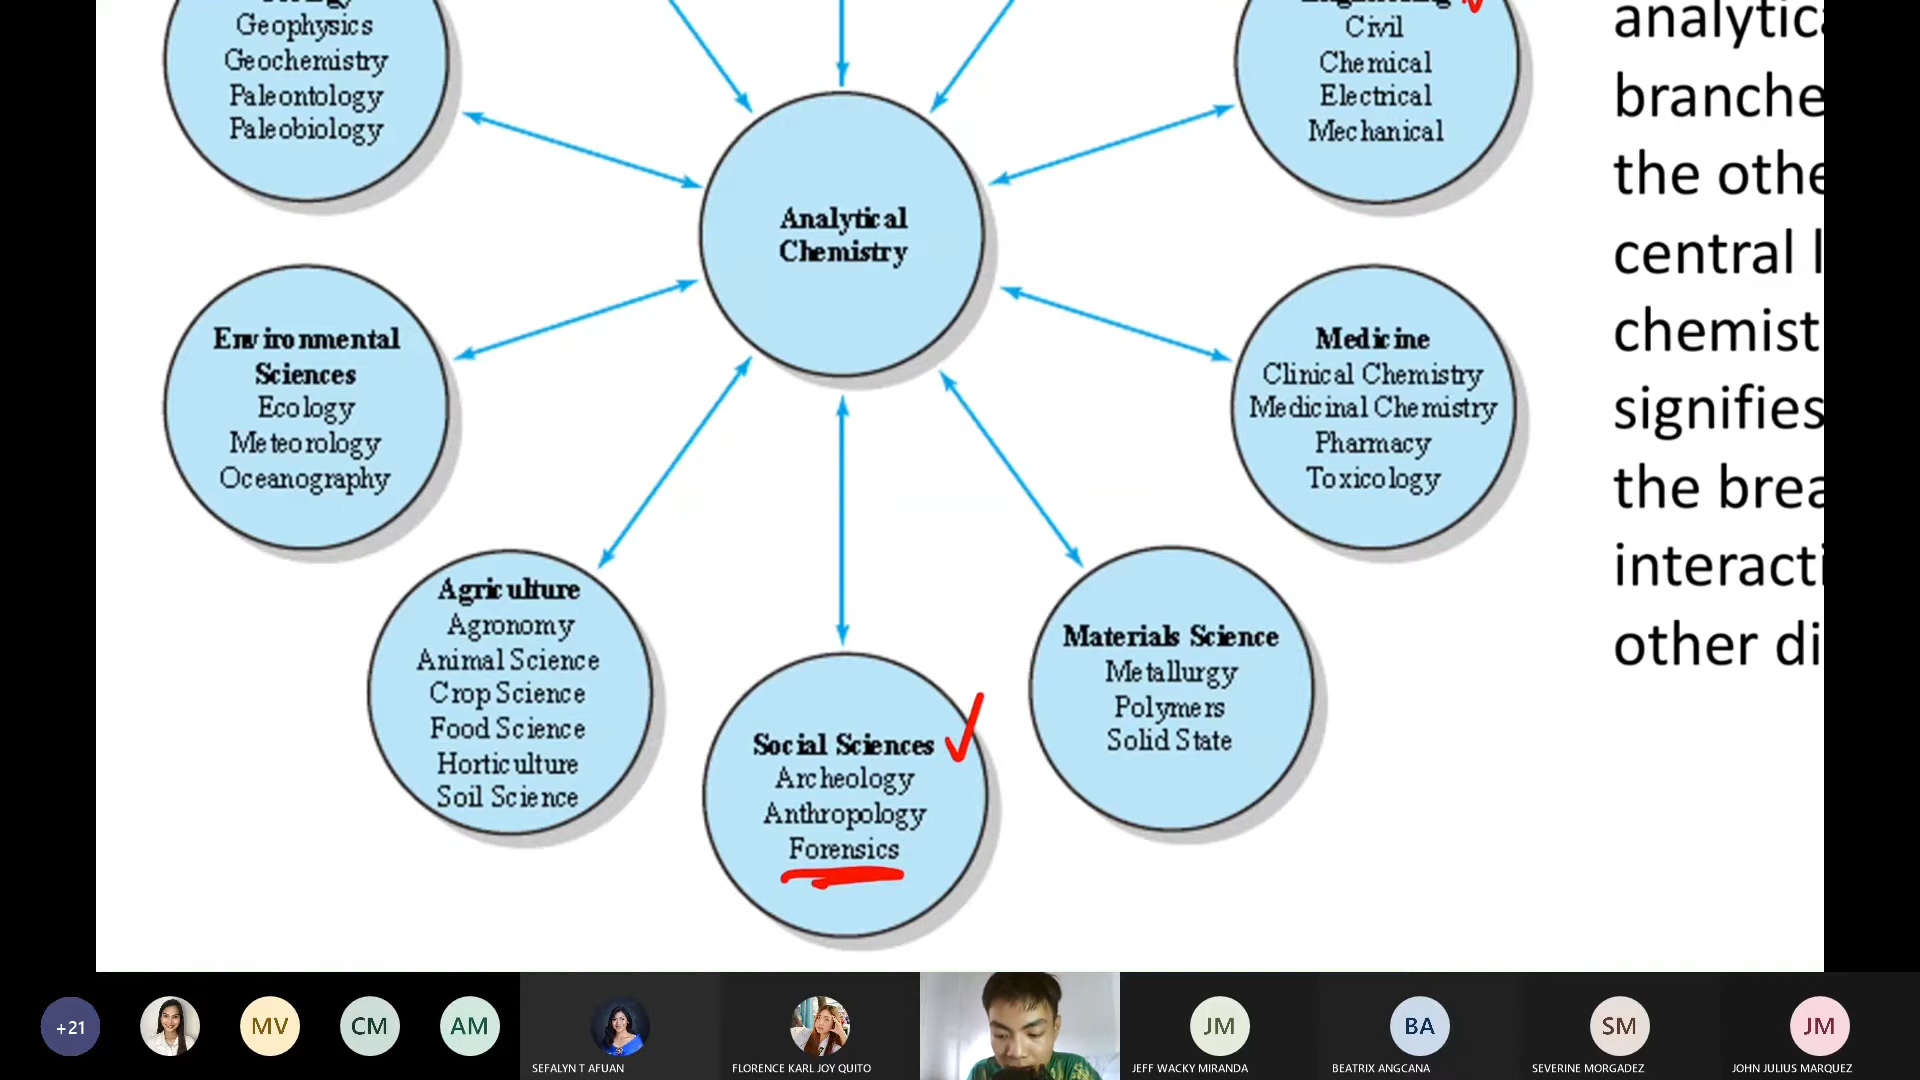 Geophysics
Geochemistry
Paleontology
Paleobiology
Engineering
Civil
Chemical
Electrical
Mechanical
Analytical
Chemistry
Environmental
Sciences
Ecology
Meteorology
Oceanography
Medicine
Clinical Chemistry
Medicinal Chemistry
Pharmacy
Toxicology
Agriculture
Agronomy
Animal Science
Crop Science
Food Science
Horticulture
Soil Science
Social Sciences
Archeology
Anthropology
Forensics
Materials Science
Metallurgy
Polymers
Solid State
analytic
branche
the othe
central l
chemist
signifies
the brea
interacti
other di
+21
MV
CM
AM
SEFALYN T AFUAN
FLORENCE KARL JOY QUITO
JM
JEFF WACKY MIRANDA
BA
BEATRIX ANGCANA
SM
SEVERINE MORGADEZ
JM
JOHN JULIUS MARQUEZ